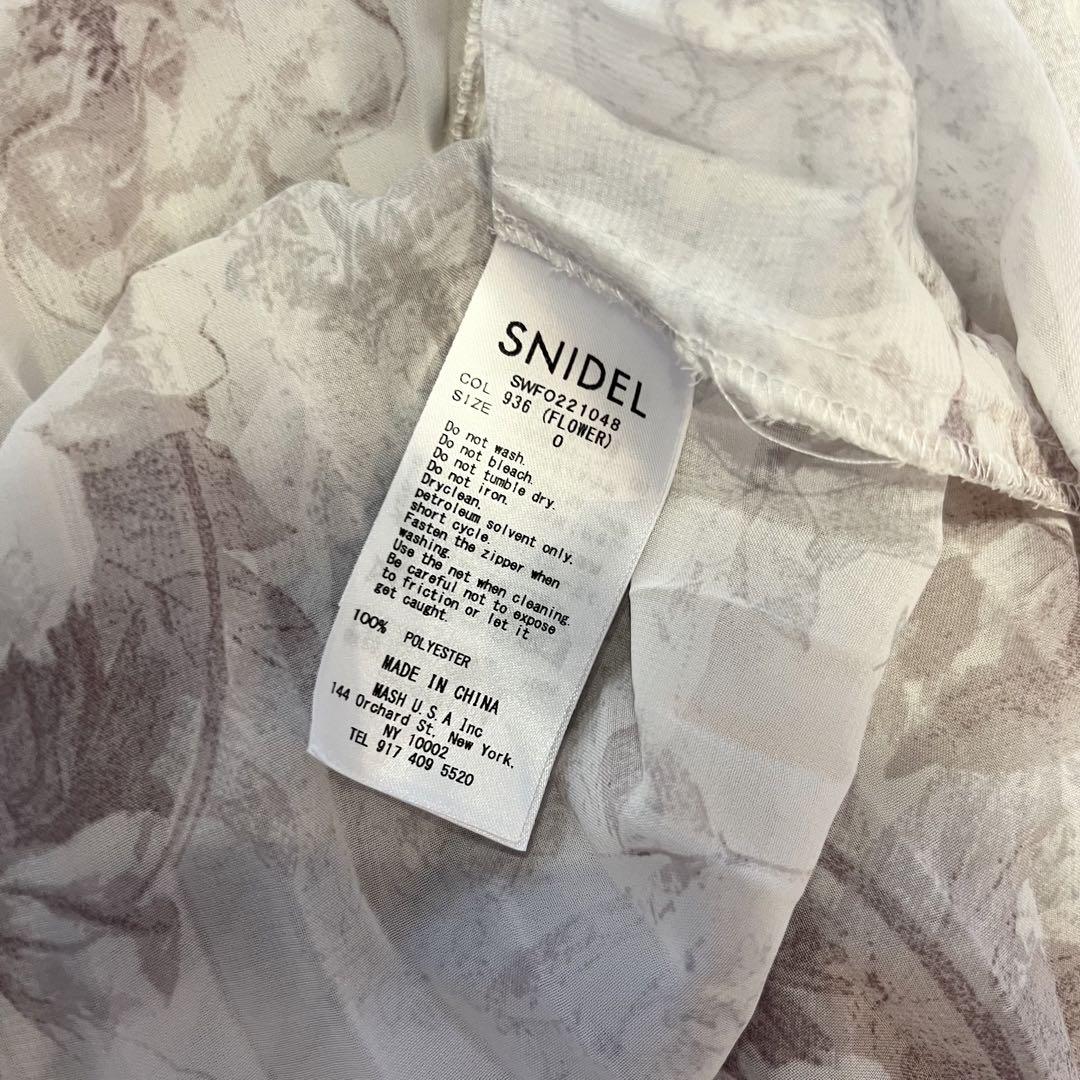 SNIDEL
SWFO221048
COL 936 (FLOWER)
SIZE 0
Do not wash.
Do not bleach.
Do not tumble dry.
Do not iron.
Dryclean.
petroleum solvent only.
short cycle.
Fasten the zipper when
washing.
Use the net when cleaning.
Be careful not to expose
to friction or let it
get caught.
100% POLYESTER
MADE IN CHINA
MASH U.S.A Inc
144 Orchard St. New York.
NY 10002
TEL 917 409 5520